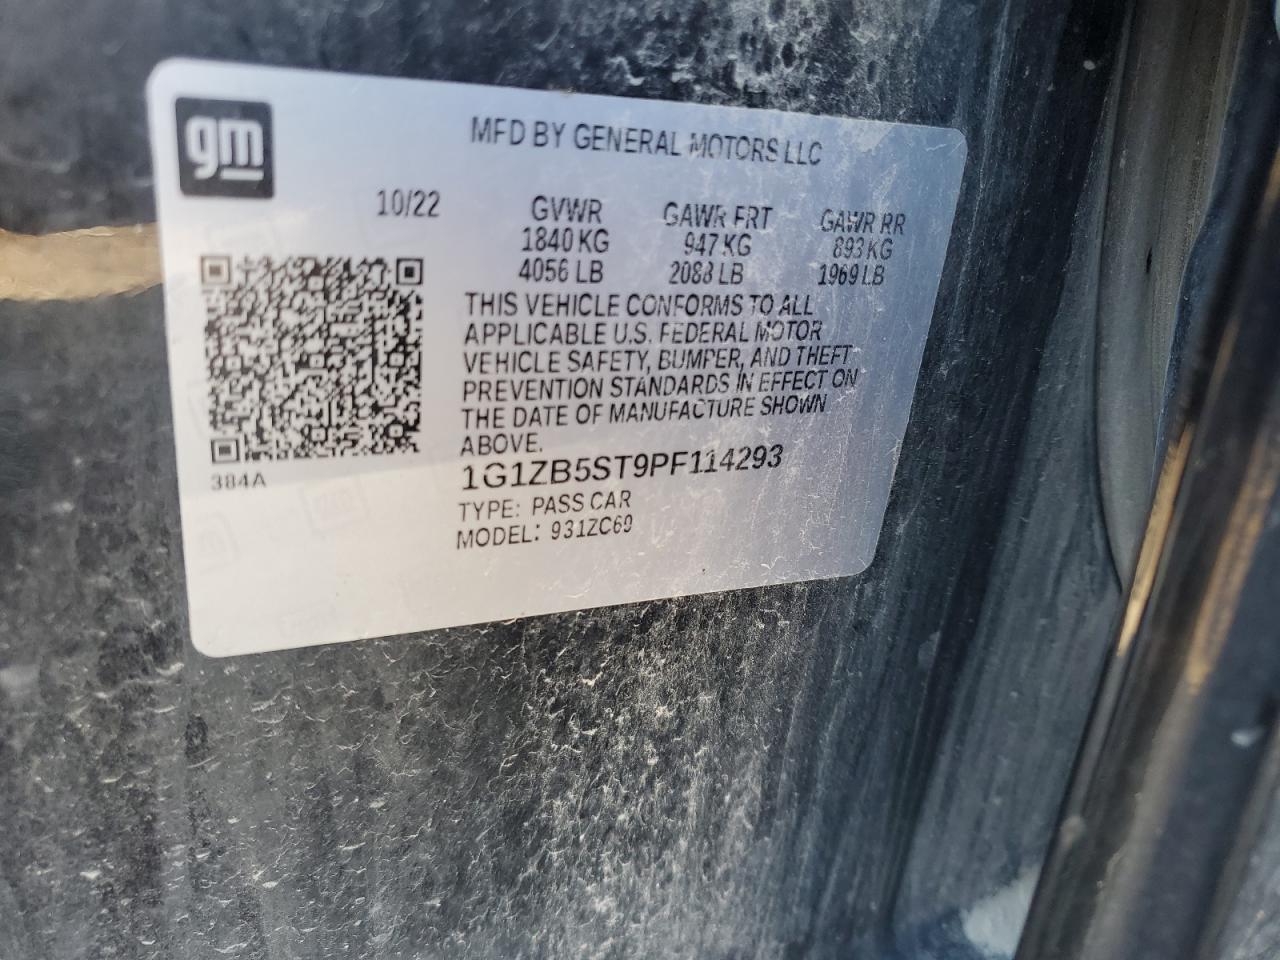 gm
MFD BY GENERAL MOTORS LLC
10/22
GVWR GAWR FRT GAWR RR
1840 KG 947 KG 893 KG
4056 LB 2088 LB 1969 LB
THIS VEHICLE CONFORMS TO ALL
APPLICABLE U.S. FEDERAL MOTOR
VEHICLE SAFETY, BUMPER, AND THEFT
PREVENTION STANDARDS IN EFFECT ON
THE DATE OF MANUFACTURE SHOWN
ABOVE.
1G1ZB5ST9PF114293
TYPE: PASS CAR
MODEL: 931ZC69
384A